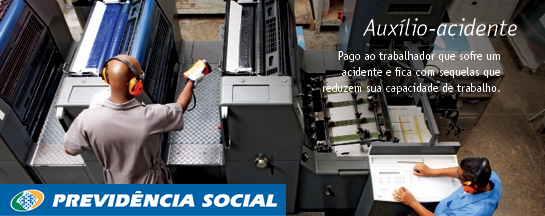 Auxílio-acidente
Pago ao trabalhador que sofre um
acidente e fica com sequelas que
reduzem sua capacidade de trabalho.
PREVIDÊNCIA SOCIAL